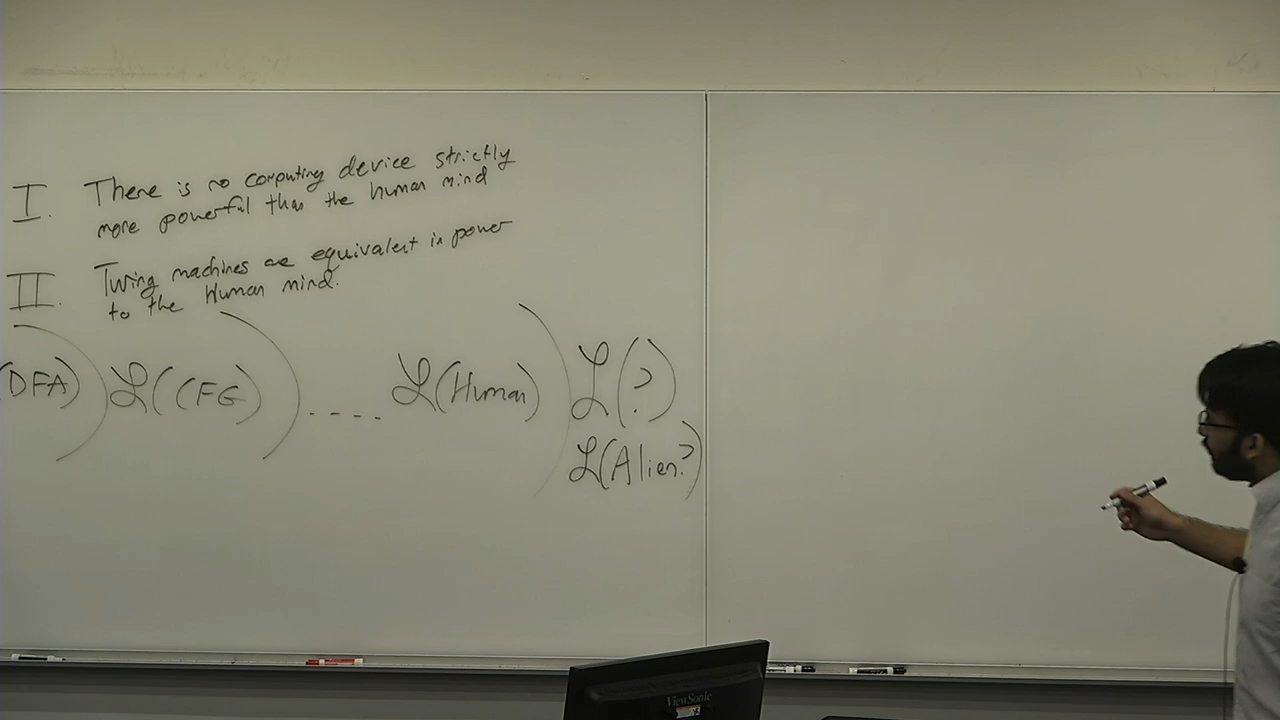 I. There is no computing device strictly
more powerful than the human mind
II. Turing machines are equivalent in power
to the Human mind.
(DFA) L(CFG) .... L(Human) L(?)
L(Alien?)
ViewSonic